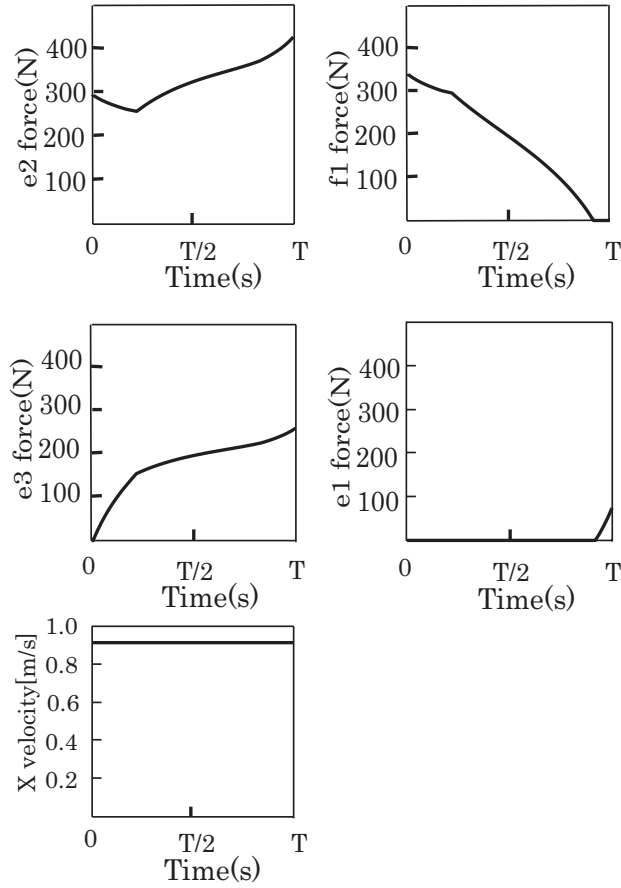 e2 force(N)
400
300
200
100
0
T/2
T
Time(s)
f1 force(N)
400
300
200
100
0
T/2
T
Time(s)
e3 force(N)
400
300
200
100
0
T/2
T
Time(s)
e1 force(N)
400
300
200
100
0
T/2
T
Time(s)
X velocity[m/s]
1.0
0.8
0.6
0.4
0.2
0
T/2
T
Time(s)